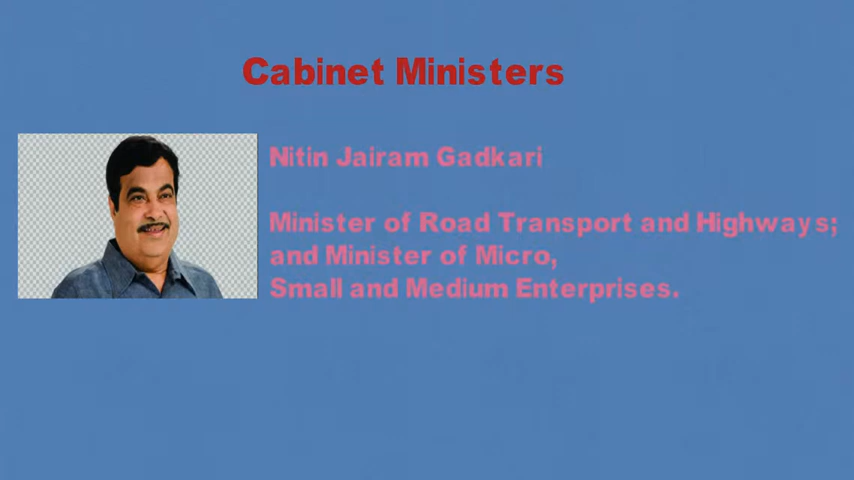 Cabinet Ministers
Nitin Jairam Gadkari
Minister of Road Transport and Highways;
and Minister of Micro,
Small and Medium Enterprises.